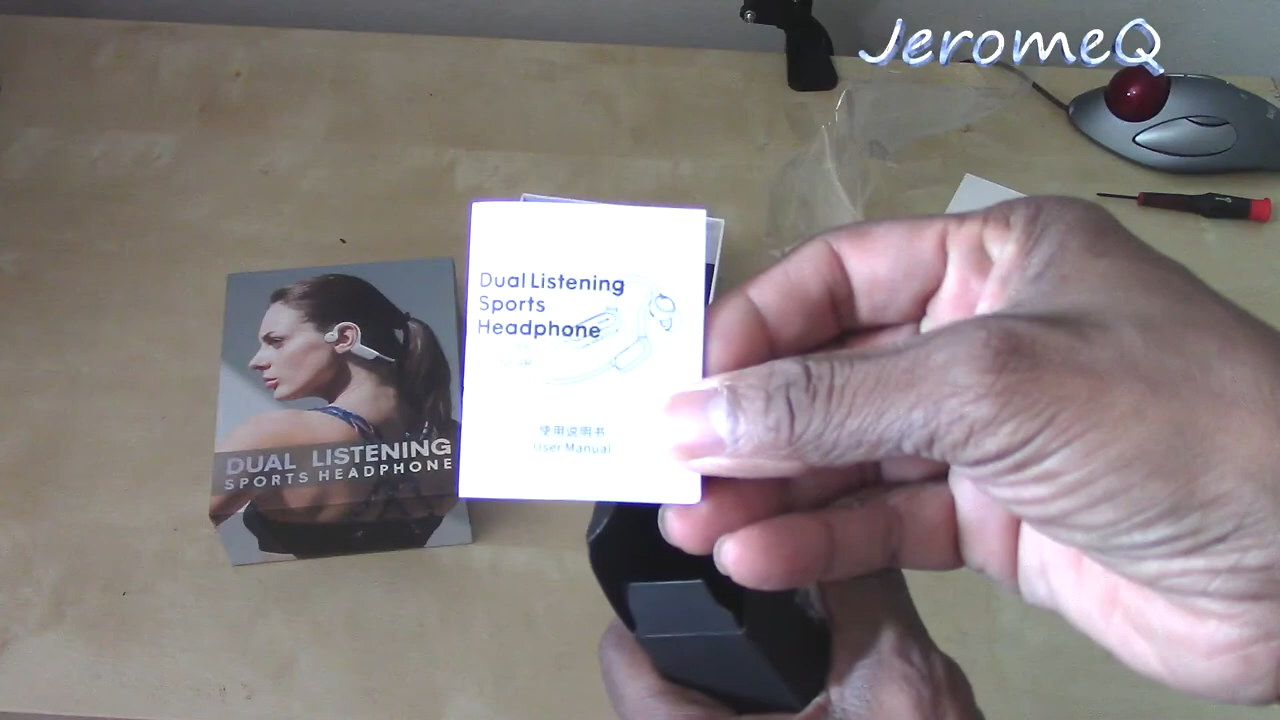 JeromeQ
Dual Listening
Sports
Headphone
使用说明书
User Manual
DUAL LISTENING
SPORTS HEADPHONE